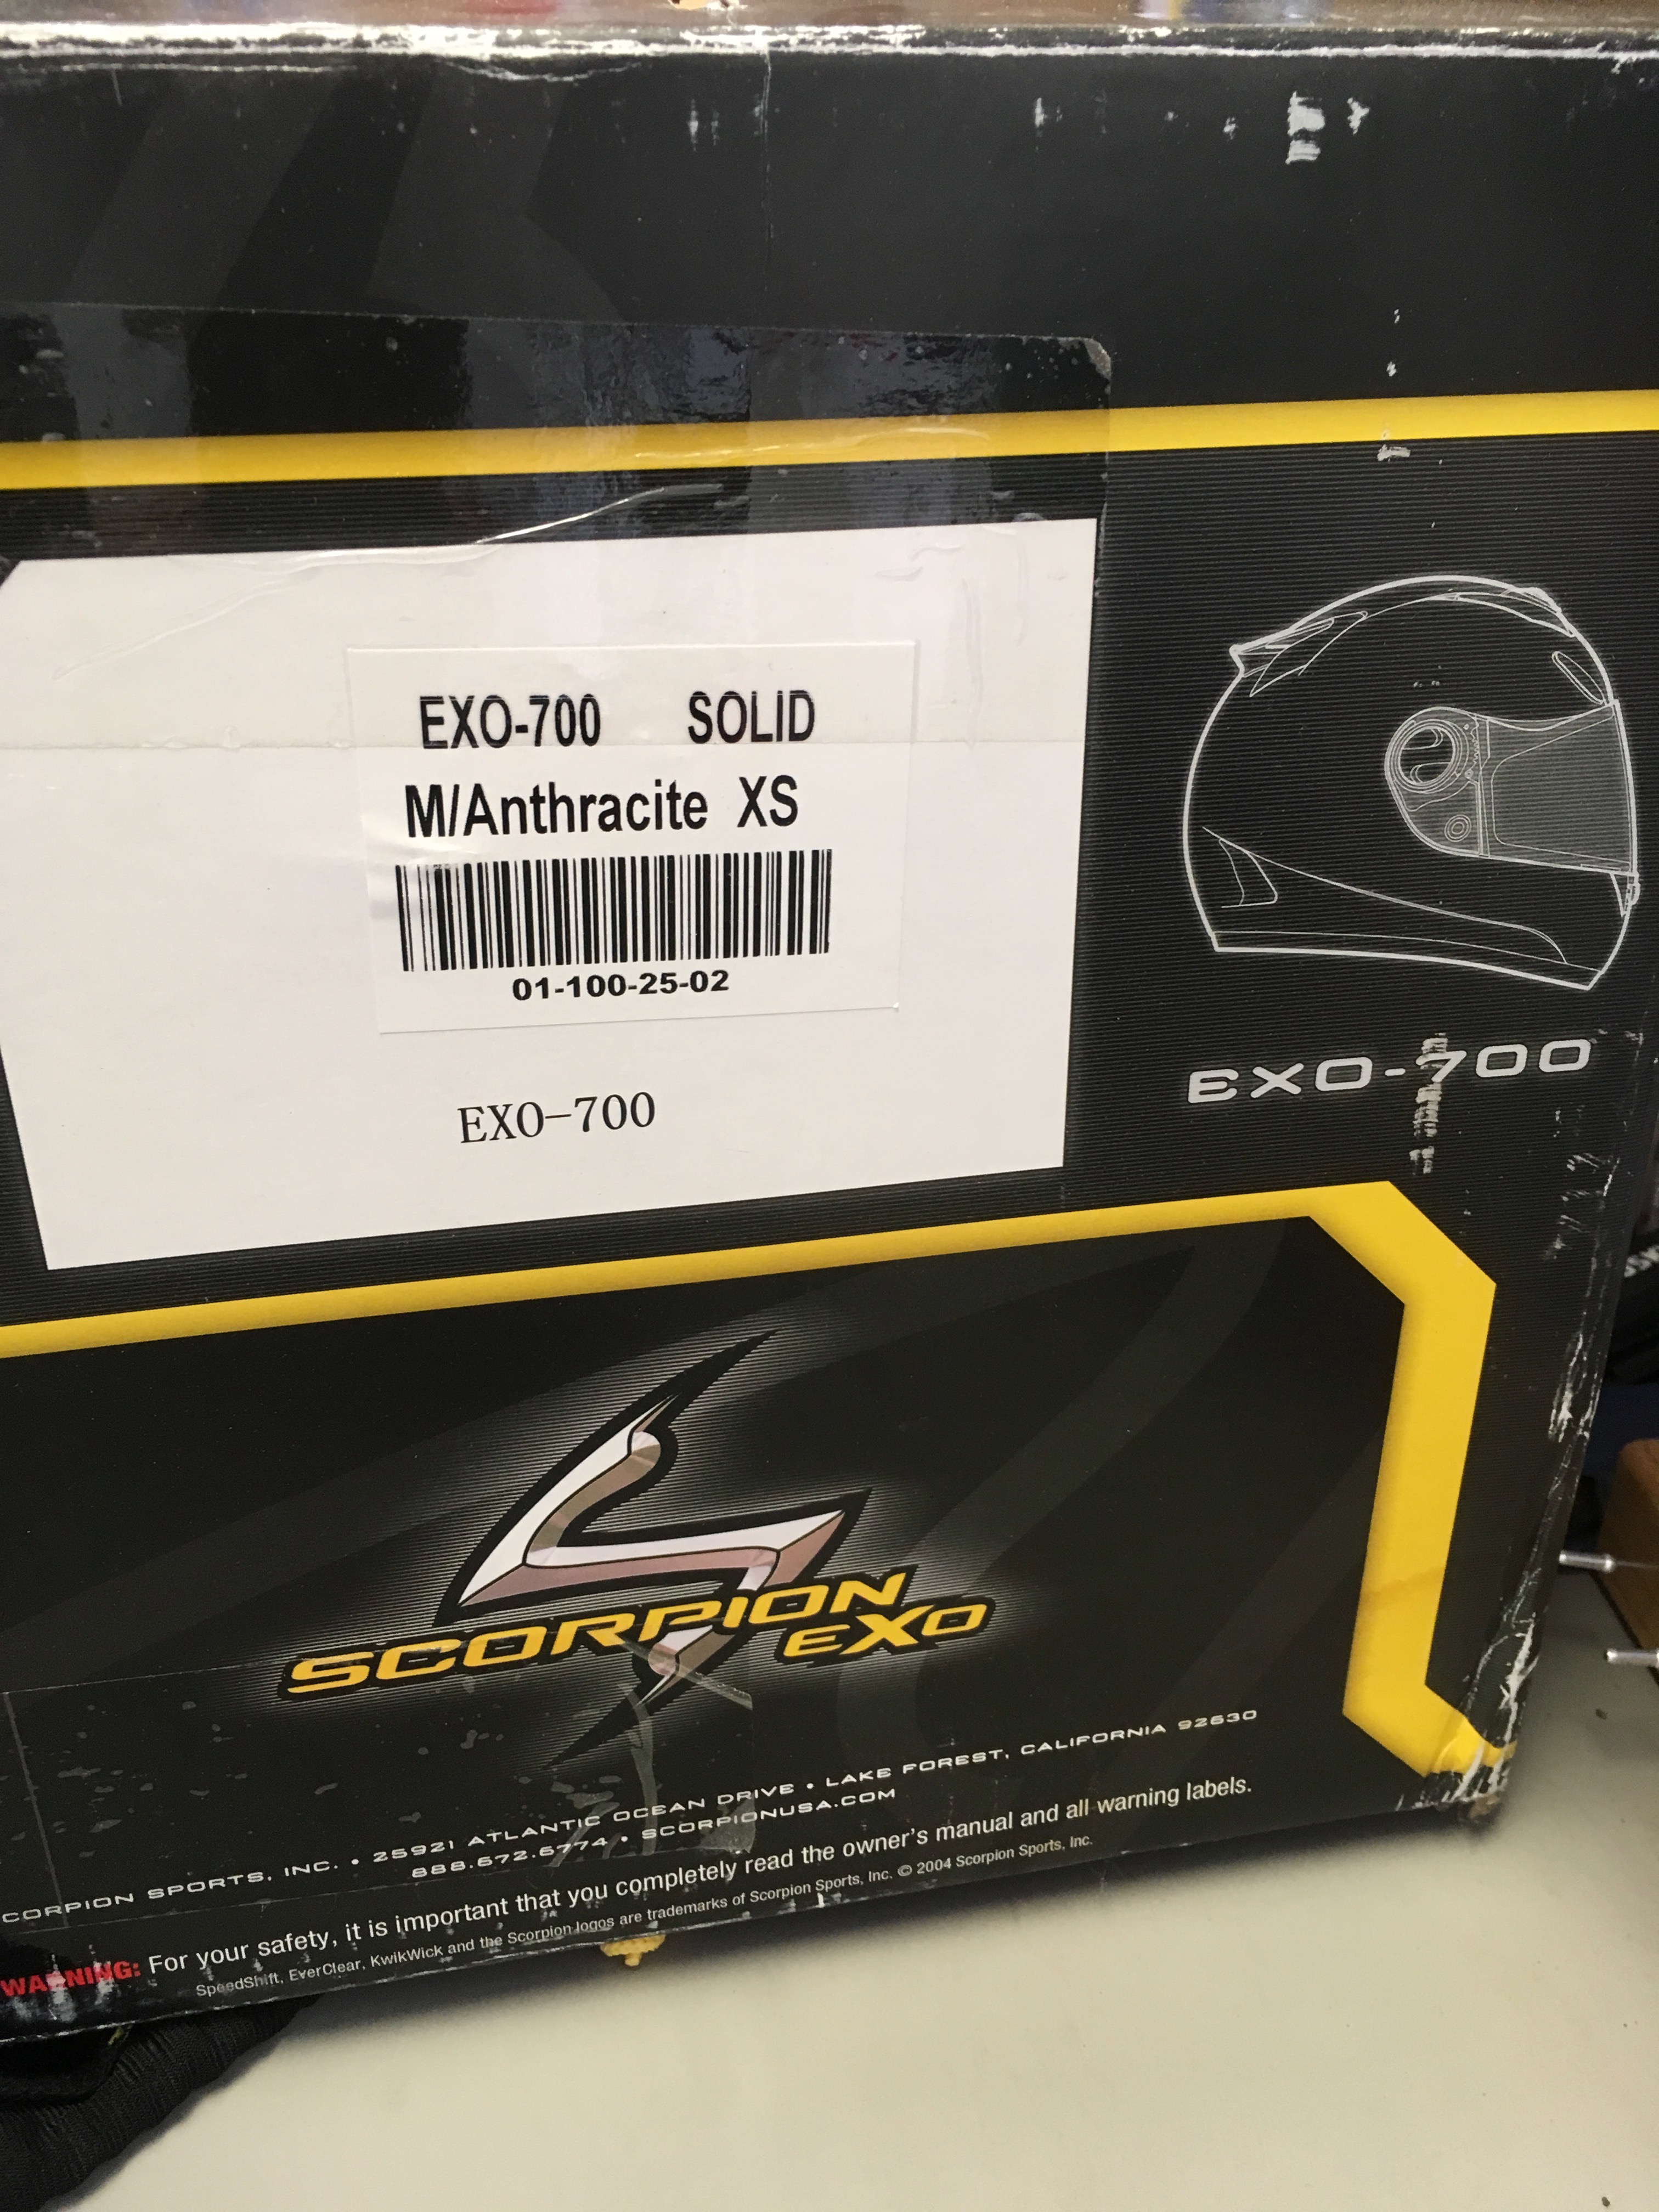 EXO-700 SOLID
M/Anthracite XS
01-100-25-02
EXO-700
EXO-700
SCORPION
EXO
CORPION SPORTS, INC. • 25921 ATLANTIC OCEAN DRIVE • LAKE FOREST, CALIFORNIA 92630
888.672.6774 • SCORPIONUSA.COM
WARNING: For your safety, it is important that you completely read the owner's manual and all warning labels.
SpeedShift, EverClear, KwikWick and the Scorpion logos are trademarks of Scorpion Sports, Inc. © 2004 Scorpion Sports, Inc.